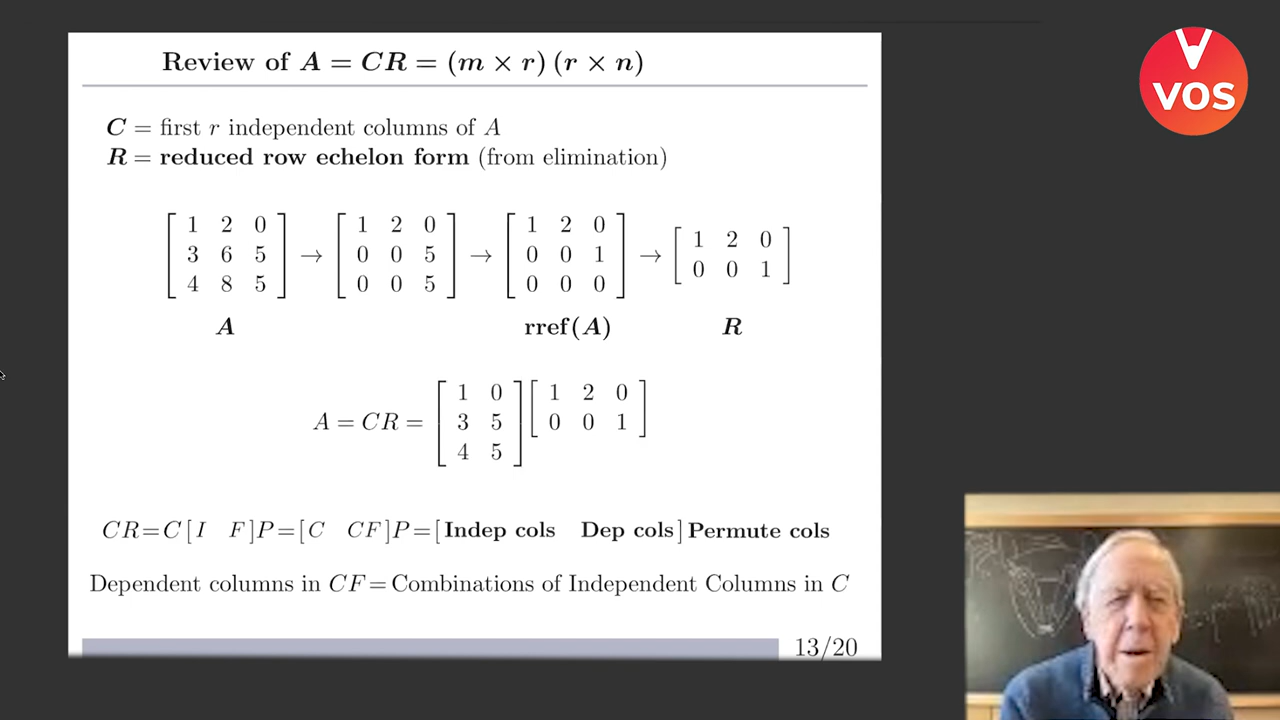 Review of A = CR = (m × r) (r × n)
VOS
C = first r independent columns of A
R = reduced row echelon form (from elimination)
[ 1 2 0 ] [ 1 2 0 ] [ 1 2 0 ] [ 1 2 0 ]
[ 3 6 5 ] → [ 0 0 5 ] → [ 0 0 1 ] → [ 0 0 1 ]
[ 4 8 5 ] [ 0 0 5 ] [ 0 0 0 ]
A rref(A) R
[ 1 0 ] [ 1 2 0 ]
A = CR = [ 3 5 ] [ 0 0 1 ]
[ 4 5 ]
CR=C[I F]P=[C CF]P=[Indep cols Dep cols] Permute cols
Dependent columns in CF=Combinations of Independent Columns in C
13/20